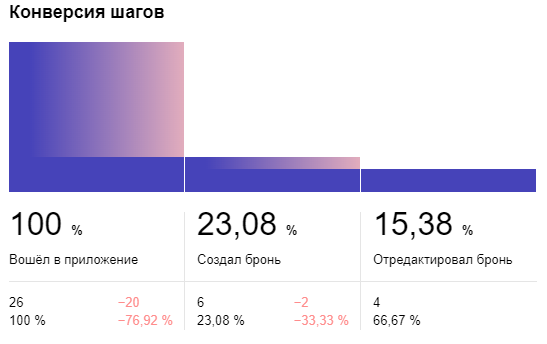 Конверсия шагов
100 %
Вошёл в приложение
26 −20
100 % −76,92 %
23,08 %
Создал бронь
6 −2
23,08 % −33,33 %
15,38 %
Отредактировал бронь
4
66,67 %